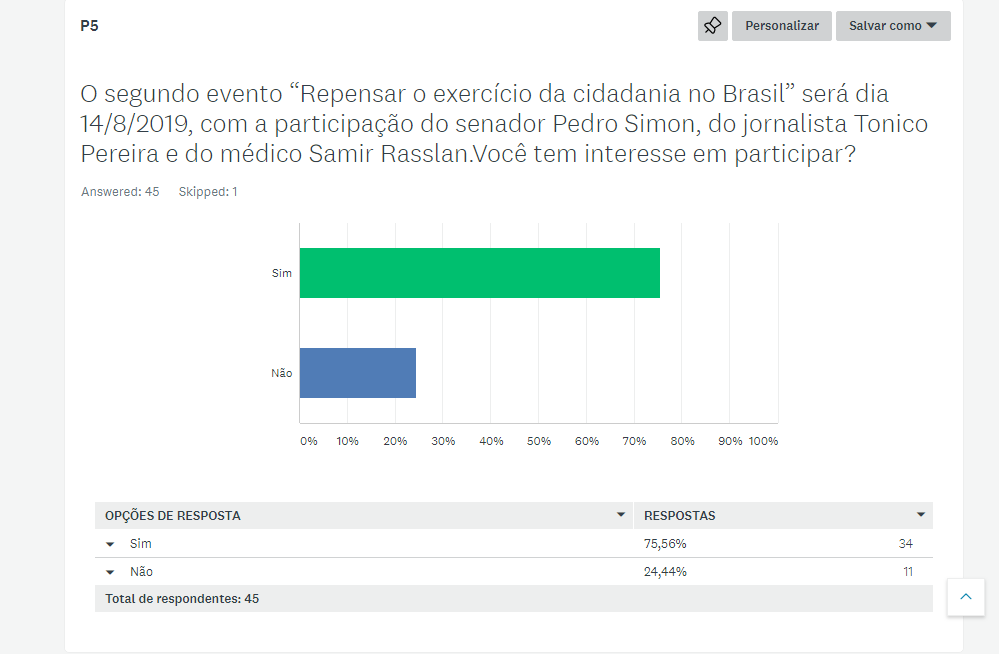 P5
Personalizar
Salvar como
O segundo evento “Repensar o exercício da cidadania no Brasil” será dia
14/8/2019, com a participação do senador Pedro Simon, do jornalista Tonico
Pereira e do médico Samir Rasslan.Você tem interesse em participar?
Answered: 45 Skipped: 1
Sim
Não
0% 10% 20% 30% 40% 50% 60% 70% 80% 90% 100%
OPÇÕES DE RESPOSTA RESPOSTAS
Sim 75,56% 34
Não 24,44% 11
Total de respondentes: 45